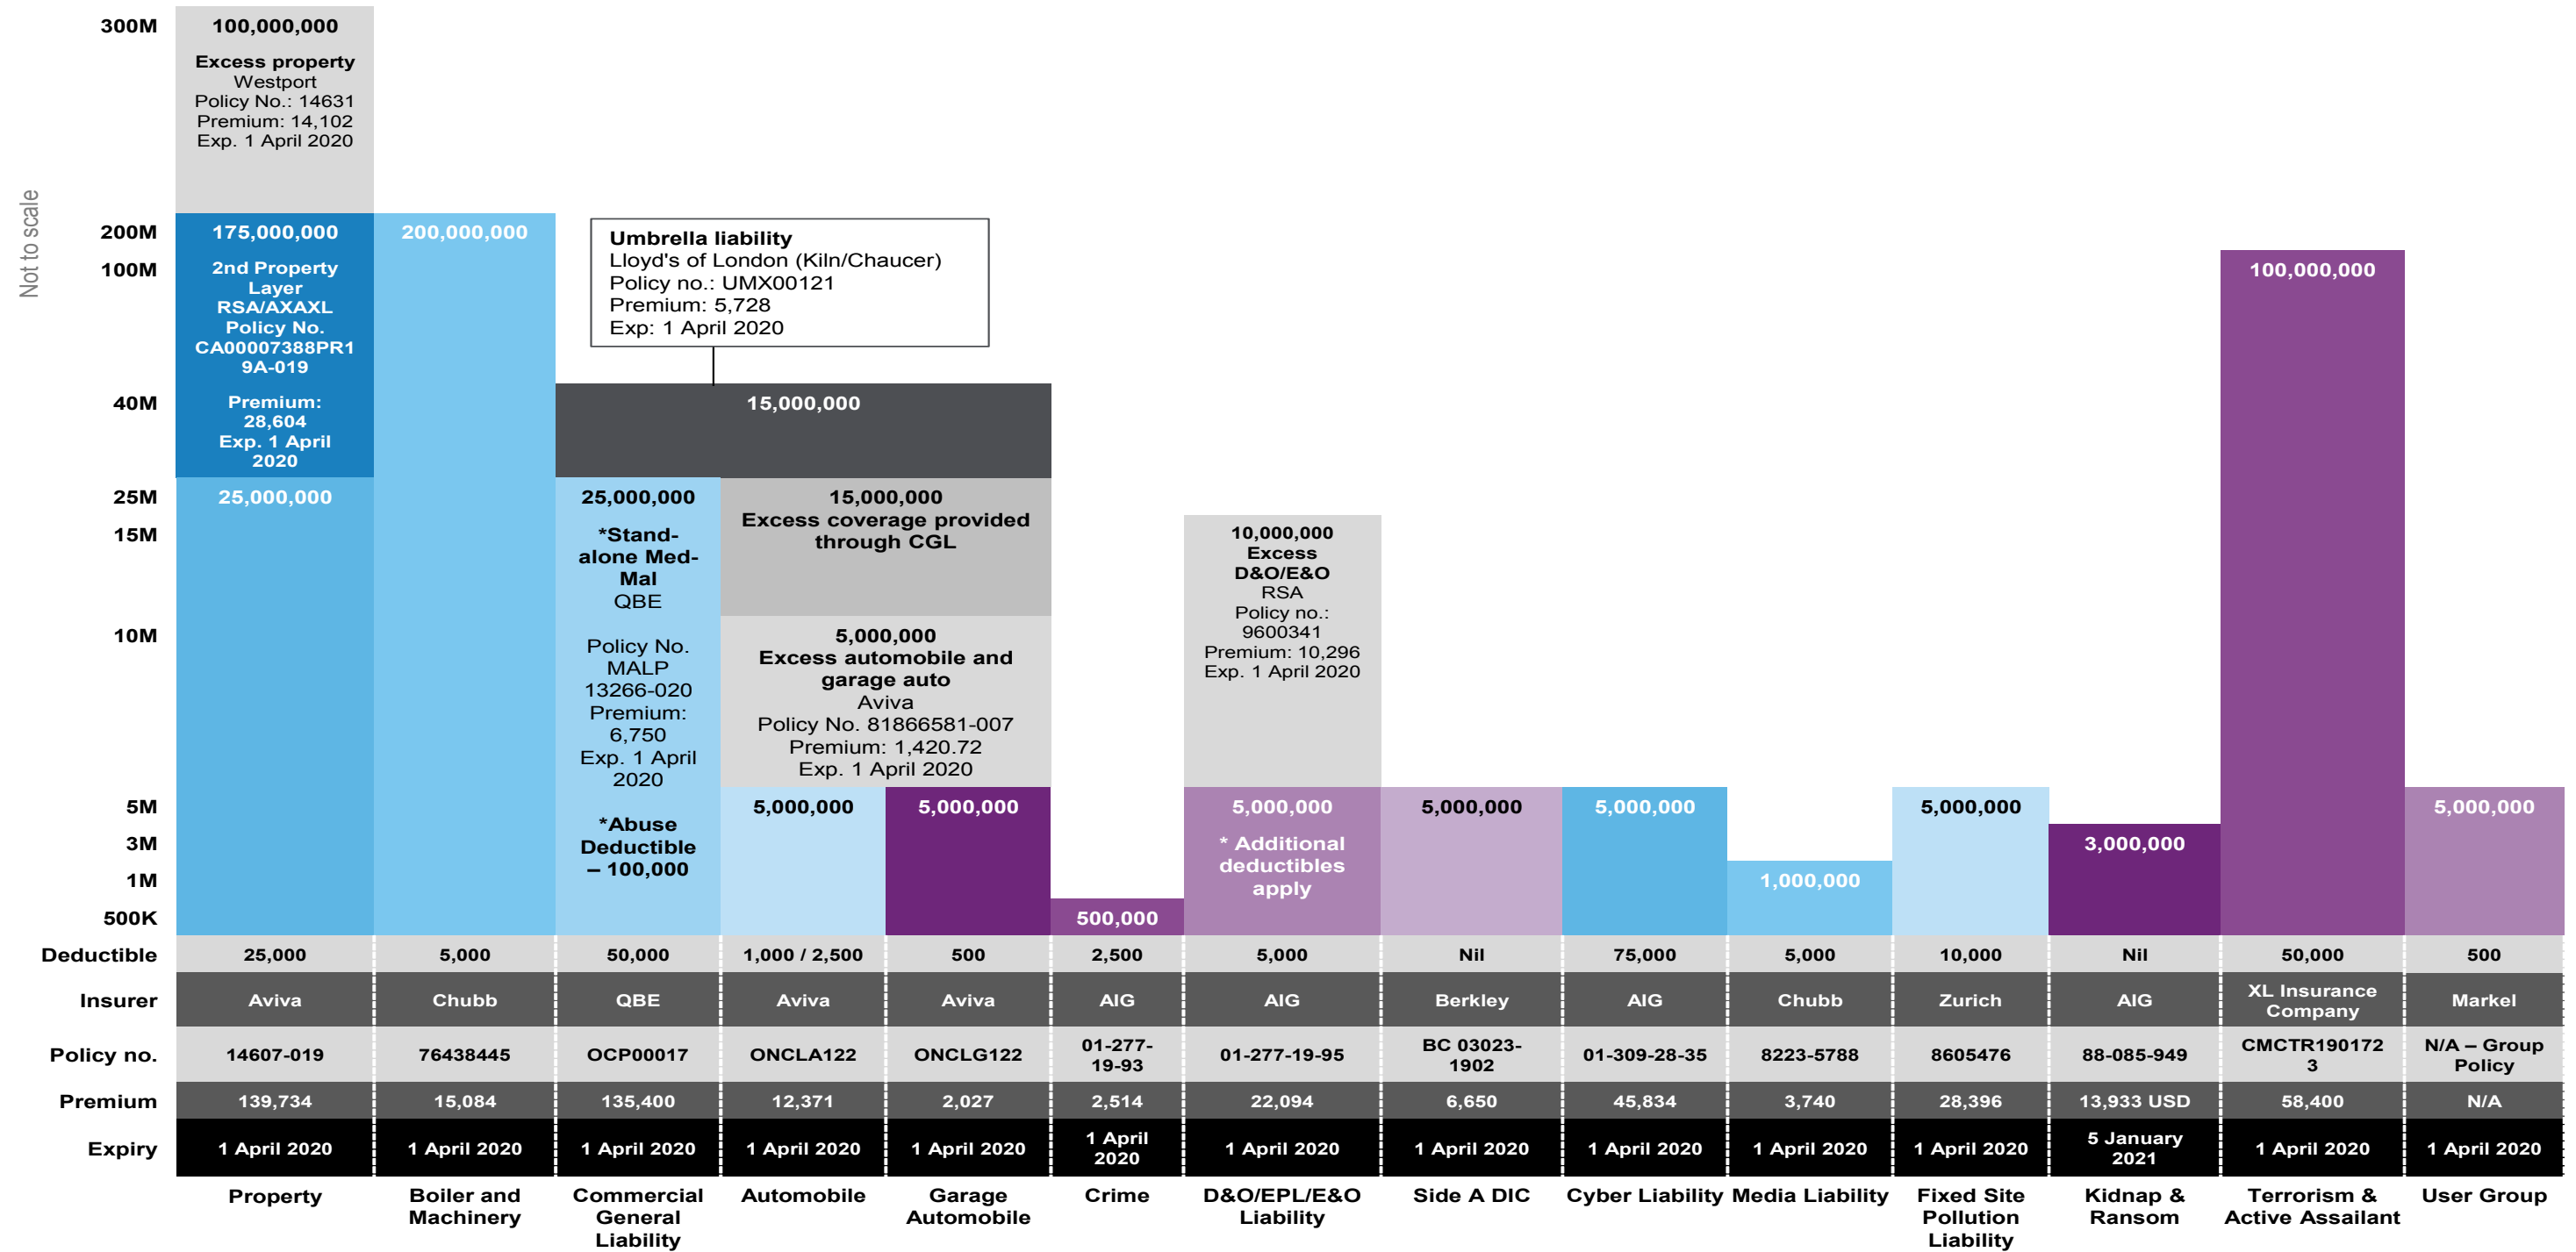 300M
100,000,000
Excess property
Westport
Policy No.: 14631
Premium: 14,102
Exp. 1 April 2020
Not to scale
200M
100M
40M
25M
15M
10M
5M
3M
1M
500K
175,000,000
2nd Property
Layer
RSA/AXAXL
Policy No.
CA00007388PR1
9A-019
Premium:
28,604
Exp. 1 April
2020
25,000,000
200,000,000
Umbrella liability
Lloyd's of London (Kiln/Chaucer)
Policy no.: UMX00121
Premium: 5,728
Exp: 1 April 2020
15,000,000
25,000,000
*Stand-
alone Med-
Mal
QBE
Policy No.
MALP
13266-020
Premium:
6,750
Exp. 1 April
2020
*Abuse
Deductible
– 100,000
15,000,000
Excess coverage provided
through CGL
5,000,000
Excess automobile and
garage auto
Aviva
Policy No. 81866581-007
Premium: 1,420.72
Exp. 1 April 2020
5,000,000
5,000,000
500,000
10,000,000
Excess
D&O/E&O
RSA
Policy no.:
9600341
Premium: 10,296
Exp. 1 April 2020
5,000,000
* Additional
deductibles
apply
5,000,000
5,000,000
1,000,000
5,000,000
3,000,000
100,000,000
5,000,000
Deductible 25,000 5,000 50,000 1,000 / 2,500 500 2,500 5,000 Nil 75,000 5,000 10,000 Nil 50,000 500
Insurer Aviva Chubb QBE Aviva Aviva AIG AIG Berkley AIG Chubb Zurich AIG XL Insurance Company Markel
Policy no. 14607-019 76438445 OCP00017 ONCLA122 ONCLG122 01-277-19-93 01-277-19-95 BC 03023-1902 01-309-28-35 8223-5788 8605476 88-085-949 CMCTR1901723 N/A – Group Policy
Premium 139,734 15,084 135,400 12,371 2,027 2,514 22,094 6,650 45,834 3,740 28,396 13,933 USD 58,400 N/A
Expiry 1 April 2020 1 April 2020 1 April 2020 1 April 2020 1 April 2020 1 April 2020 1 April 2020 1 April 2020 1 April 2020 1 April 2020 1 April 2020 5 January 2021 1 April 2020 1 April 2020
Property
Boiler and
Machinery
Commercial
General
Liability
Automobile
Garage
Automobile
Crime
D&O/EPL/E&O
Liability
Side A DIC
Cyber Liability
Media Liability
Fixed Site
Pollution
Liability
Kidnap &
Ransom
Terrorism &
Active Assailant
User Group